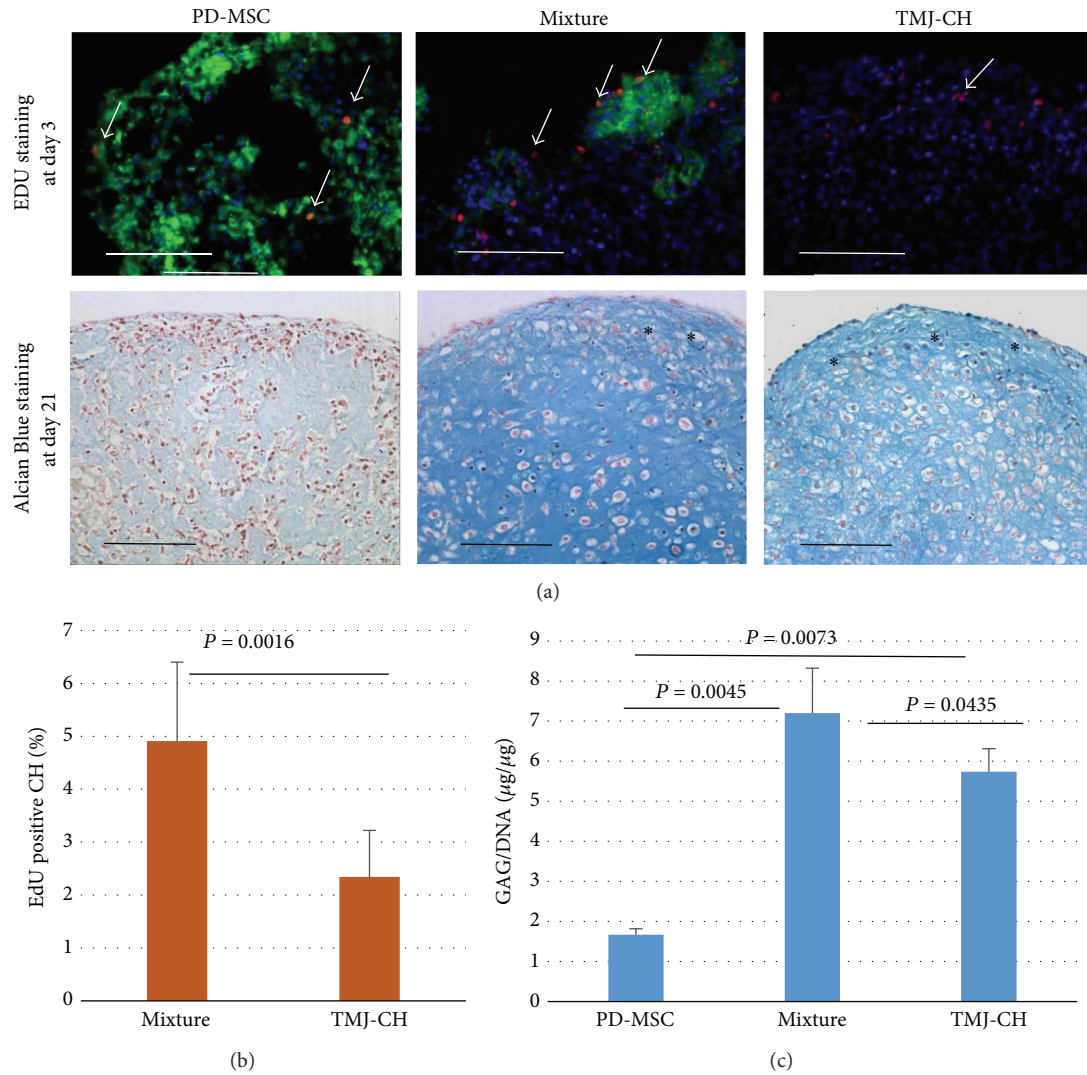 PD-MSC
Mixture
TMJ-CH
EDU staining
at day 3
Alcian Blue staining
at day 21
*
*
*
*
*
(a)
7
6
5
4
3
2
1
0
EdU positive CH (%)
P = 0.0016
Mixture
TMJ-CH
(b)
9
8
7
6
5
4
3
2
1
0
GAG/DNA (μg/μg)
P = 0.0073
P = 0.0045
P = 0.0435
PD-MSC
Mixture
TMJ-CH
(c)